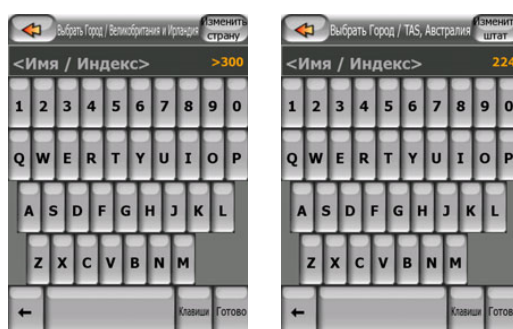 Выбрать Город / Великобритания и Ирландия
Изменить
страну
<Имя / Индекс> >300
1 2 3 4 5 6 7 8 9 0
Q W E R T Y U I O P
A S D F G H J K L
Z X C V B N M
Клавиши Готово
Выбрать Город / TAS, Австралия
Изменить
штат
<Имя / Индекс> 224
1 2 3 4 5 6 7 8 9 0
Q W E R T Y U I O P
A S D F G H J K L
Z X C V B N M
Клавиши Готово